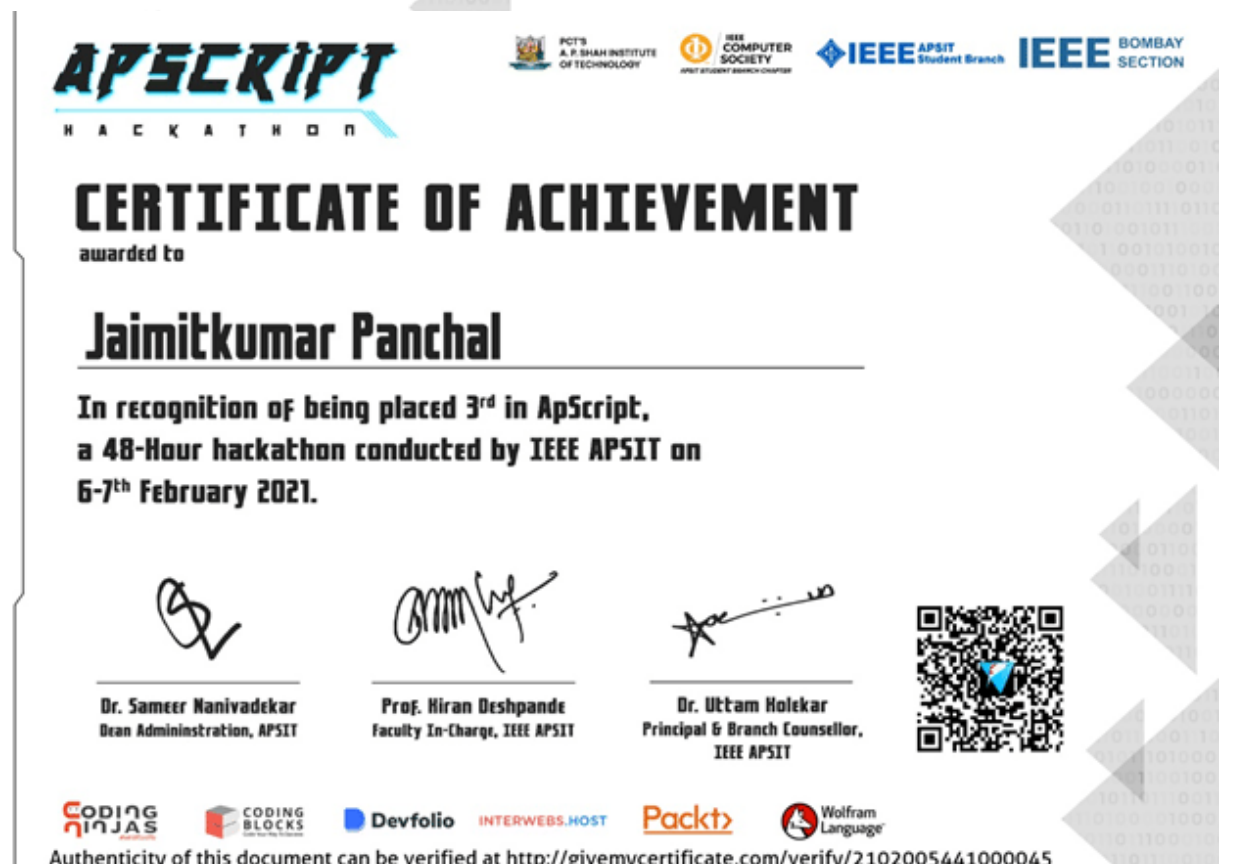 APSCRIPT
HACKATHON
PCT'S
A. P. SHAH INSTITUTE
OF TECHNOLOGY
IEEE
COMPUTER
SOCIETY
APSIT STUDENT BRANCH CHAPTER
IEEE APSIT
Student Branch
IEEE BOMBAY
SECTION
CERTIFICATE OF ACHIEVEMENT
awarded to
Jaimitkumar Panchal
In recognition of being placed 3rd in ApScript,
a 48-Hour hackathon conducted by IEEE APSIT on
6-7th February 2021.
Dr. Sameer Nanivadekar
Dean Admininstration, APSIT
Prof. Kiran Deshpande
Faculty In-Charge, IEEE APSIT
Dr. Uttam Kolekar
Principal & Branch Counsellor,
IEEE APSIT
CODING
NINJAS
CODING
BLOCKS
Devfolio
INTERWEBS.HOST
Packt>
Wolfram
Language
Authenticity of this document can be verified at http://givemycertificate.com/verify/2102005441000045